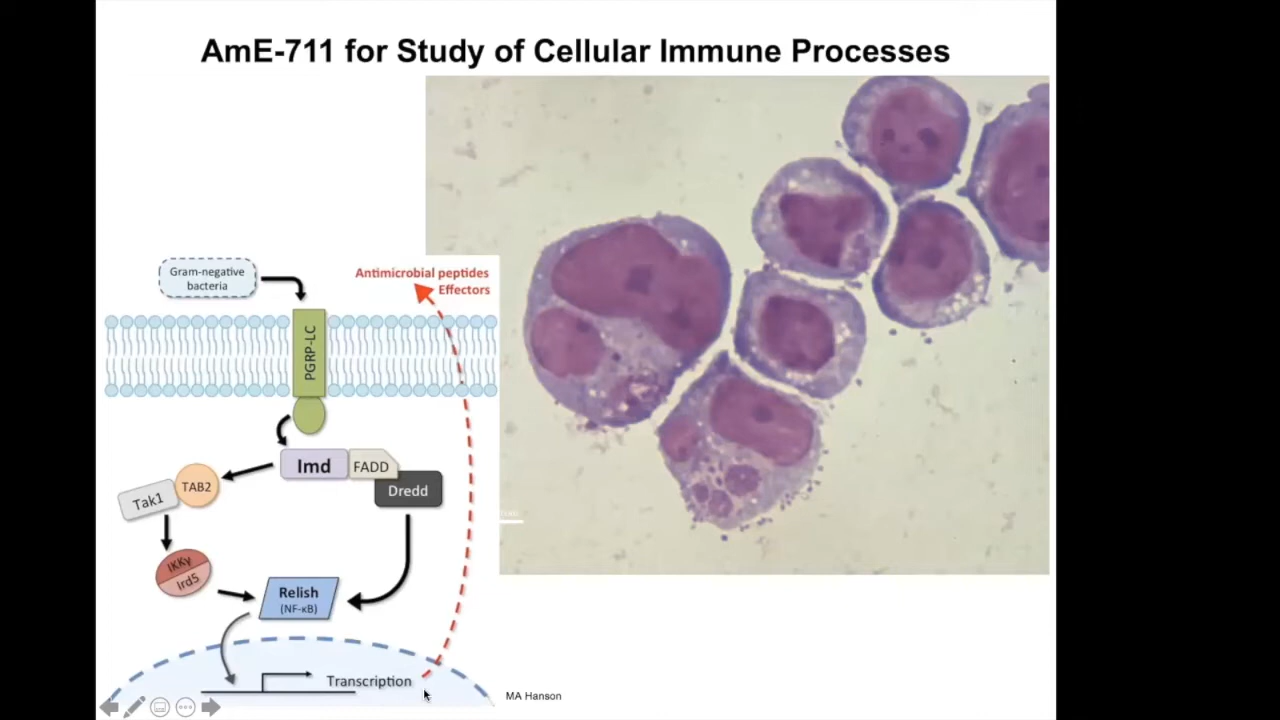 AmE-711 for Study of Cellular Immune Processes
Gram-negative
bacteria
Antimicrobial peptides
Effectors
PGRP-LC
Imd
FADD
Dredd
TAB2
Tak1
IKKγ
Ird5
Relish
(NF-κB)
Transcription
MA Hanson